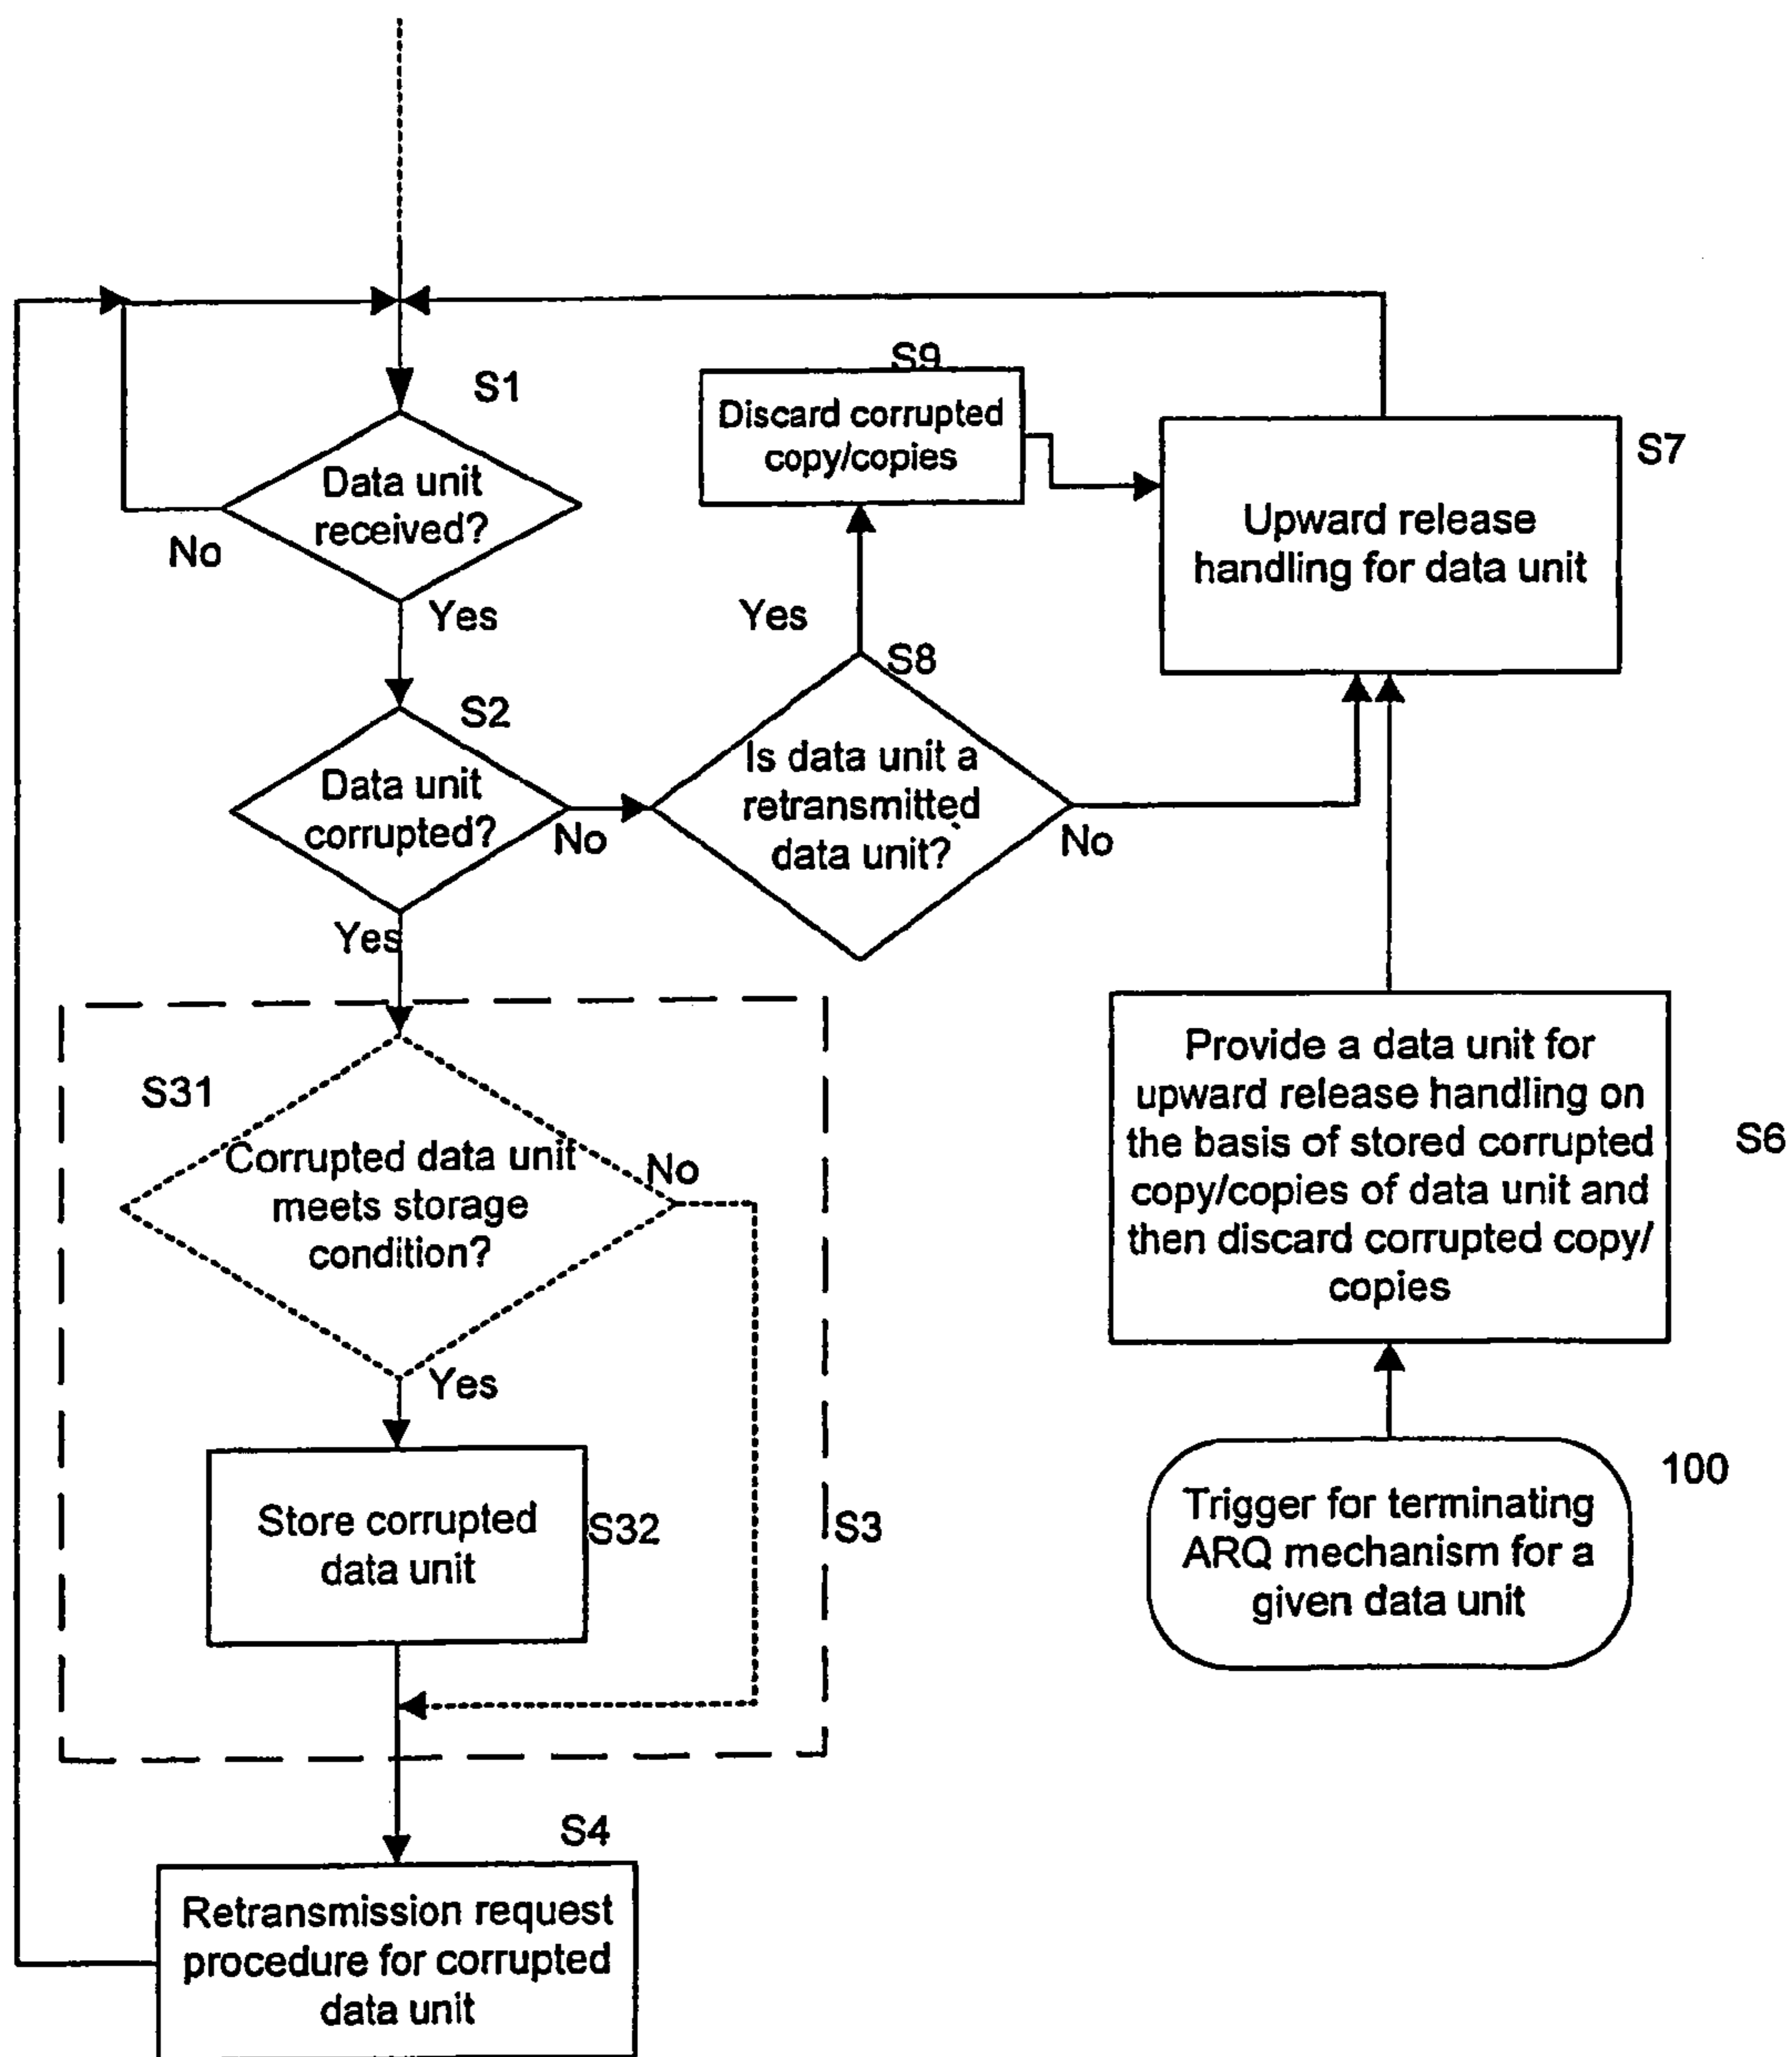 S1
Data unit
received?
No
Yes
S2
Data unit
corrupted?
No
Yes
S8
Is data unit a
retransmitted
data unit?
Yes
No
S9
Discard corrupted
copy/copies
S7
Upward release
handling for data unit
S3
S31
Corrupted data unit
meets storage
condition?
No
Yes
S32
Store corrupted
data unit
S4
Retransmission request
procedure for corrupted
data unit
S6
Provide a data unit for
upward release handling on
the basis of stored corrupted
copy/copies of data unit and
then discard corrupted copy/
copies
100
Trigger for terminating
ARQ mechanism for a
given data unit